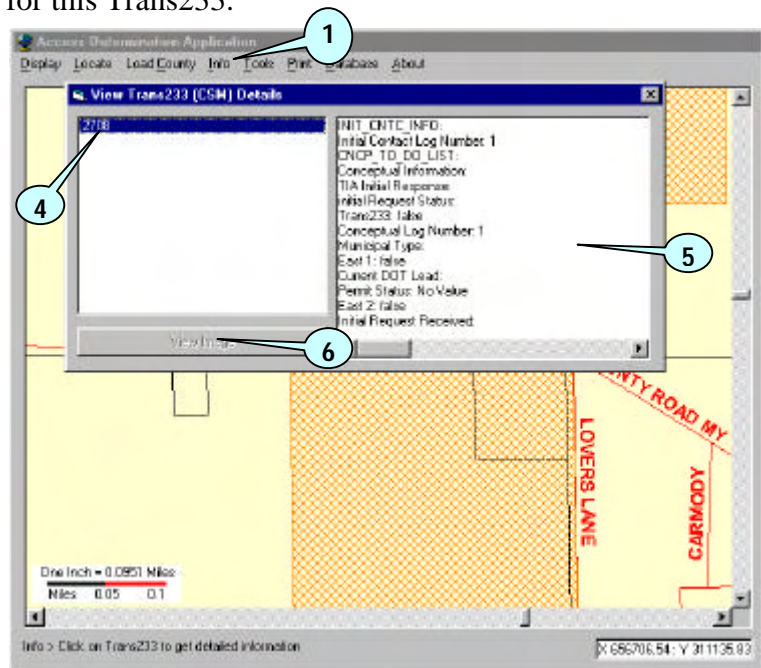 for this Trans233.
1
Access Determination Application
Display Locate Load County Info Tools Print Database About
View Trans233 (CSM) Details
2708
INIT_CNTC_INFO:
Initial Contact Log Number: 1
CNCP_TO_DO_LIST:
Conceptual Information:
TIA Initial Response:
initial Request Status:
Trans233: false
Conceptual Log Number: 1
Municipal Type:
East 1: false
Current DOT Lead:
Permit Status: No Value
East 2: false
Initial Request Received:
4
5
View Image
6
NTY ROAD MY
LOVERS LANE
CARMODY
One Inch = 0.0951 Miles
Miles 0.05 0.1
Info > Click on Trans233 to get detailed information
X 656706.54 ; Y 311135.93